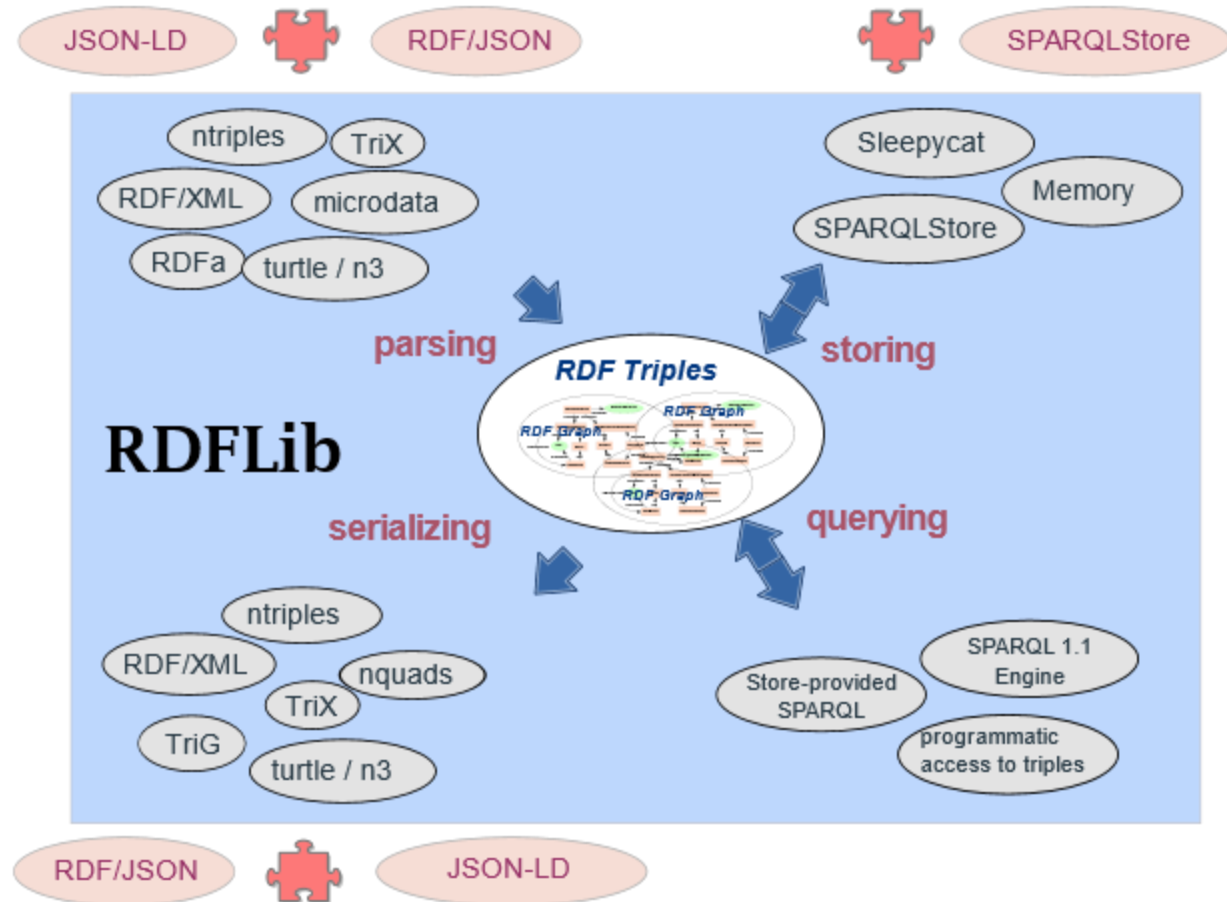 JSON-LD
RDF/JSON
SPARQLStore
ntriples
TriX
RDF/XML
microdata
RDFa
turtle / n3
Sleepycat
Memory
SPARQLStore
parsing
storing
RDF Triples
RDF Graph
RDF Graph
RDF Graph
RDFLib
serializing
querying
ntriples
RDF/XML
nquads
TriX
TriG
turtle / n3
SPARQL 1.1
Engine
Store-provided
SPARQL
programmatic
access to triples
RDF/JSON
JSON-LD